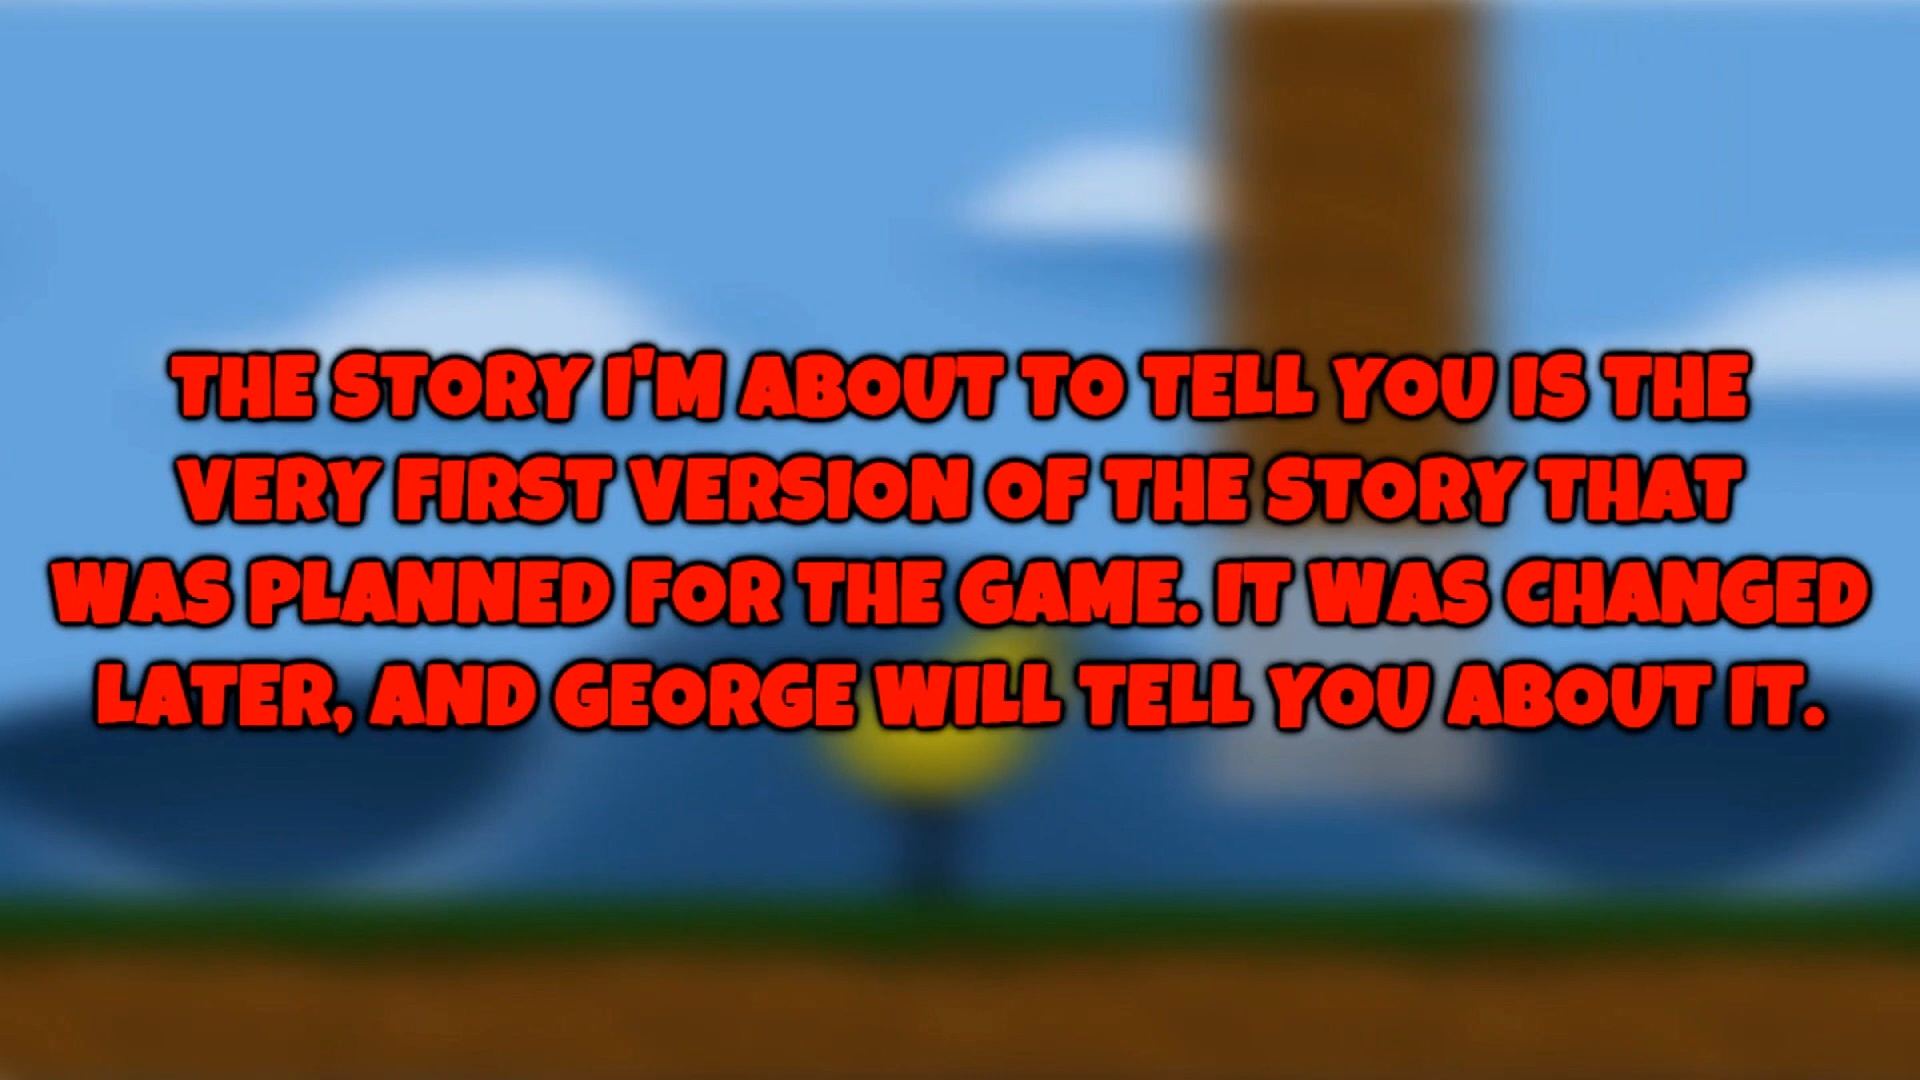 THE STORY I'M ABOUT TO TELL YOU IS THE
VERY FIRST VERSION OF THE STORY THAT
WAS PLANNED FOR THE GAME. IT WAS CHANGED
LATER, AND GEORGE WILL TELL YOU ABOUT IT.